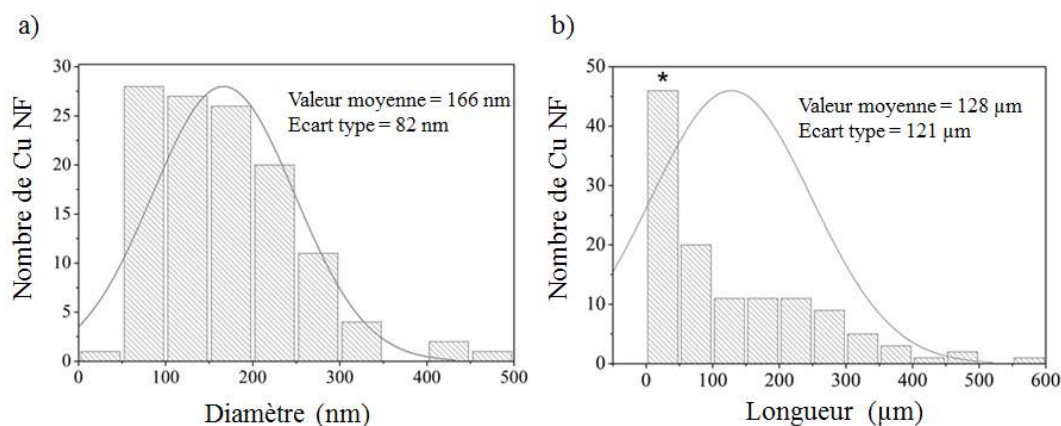 a)
Nombre de Cu NF
30
25
20
15
10
5
0
Valeur moyenne = 166 nm
Ecart type = 82 nm
0 100 200 300 400 500
Diamètre (nm)
b)
Nombre de Cu NF
50
40
30
20
10
0
*
Valeur moyenne = 128 µm
Ecart type = 121 µm
0 100 200 300 400 500 600
Longueur (µm)